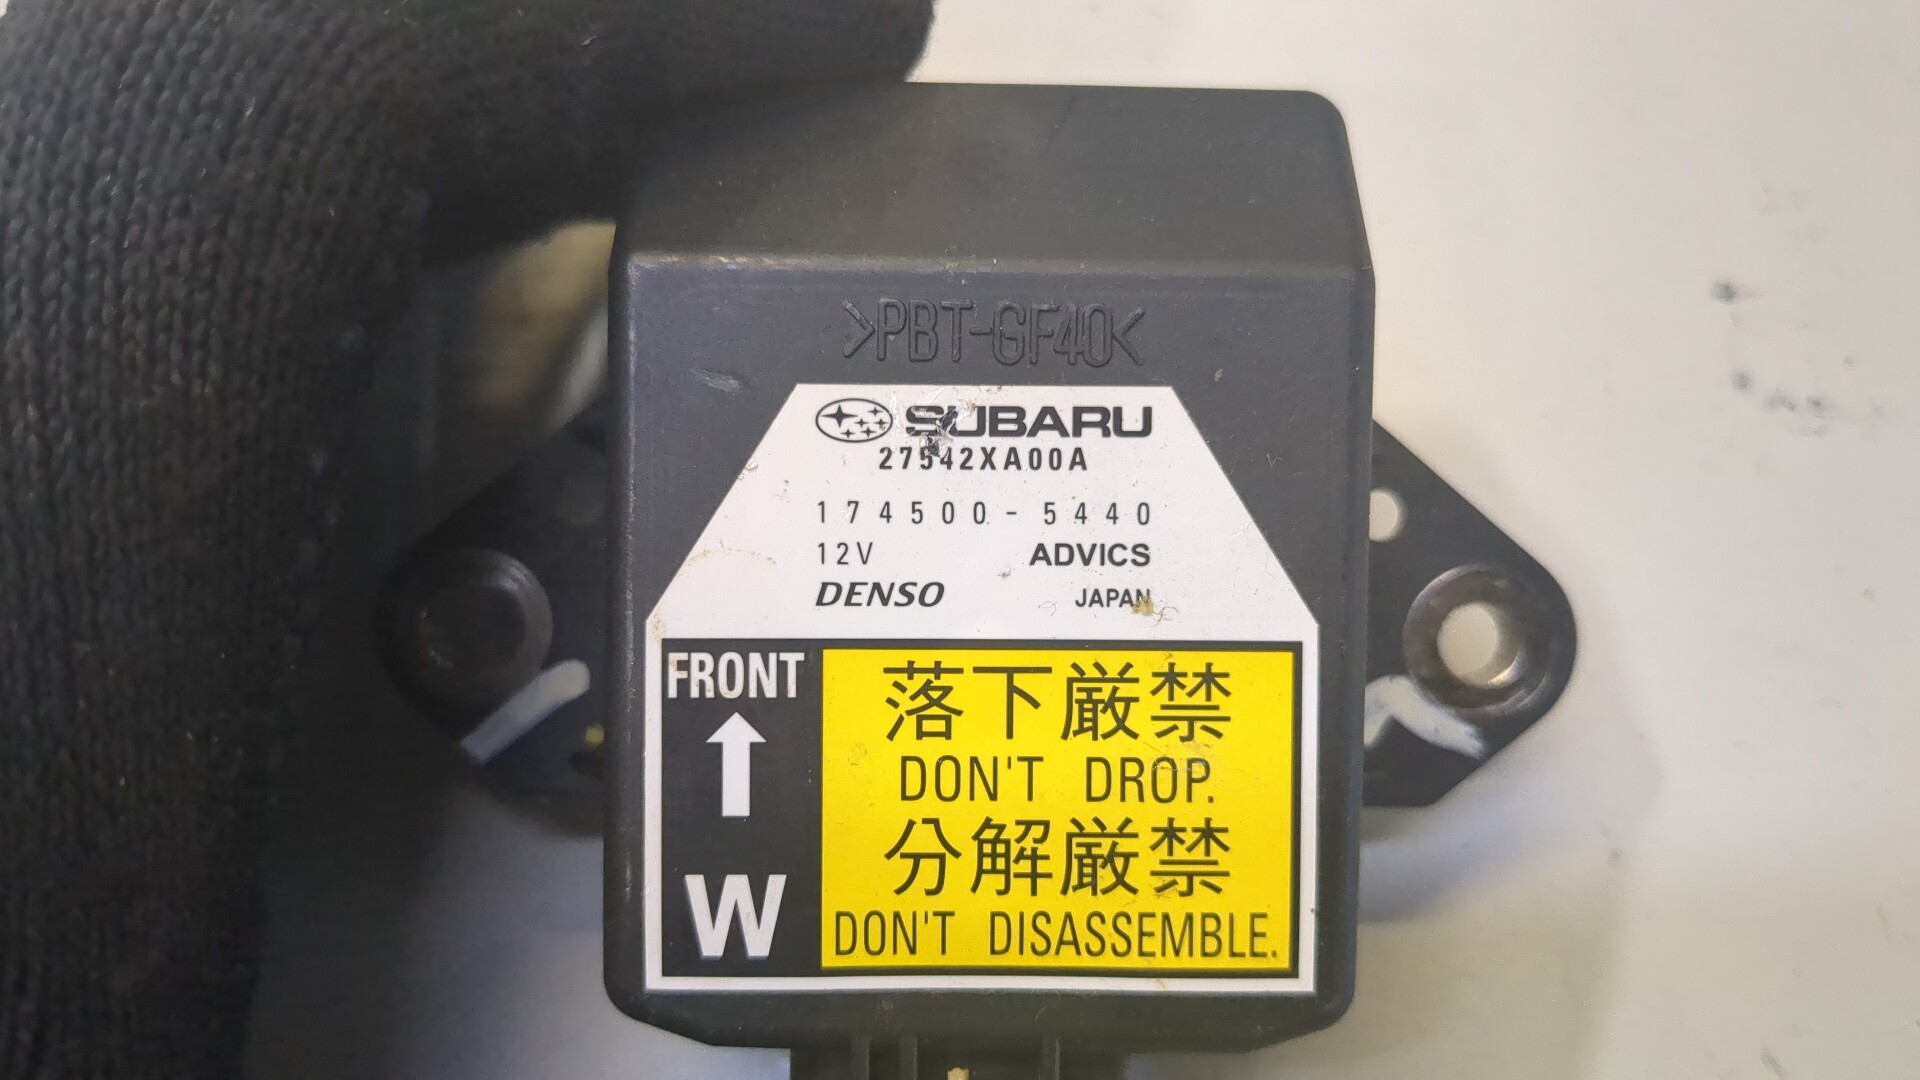 >PBT-GF40<
SUBARU
27542XA00A
174500-5440
12V ADVICS
DENSO JAPAN
FRONT
W
落下厳禁
DON'T DROP.
分解厳禁
DON'T DISASSEMBLE.